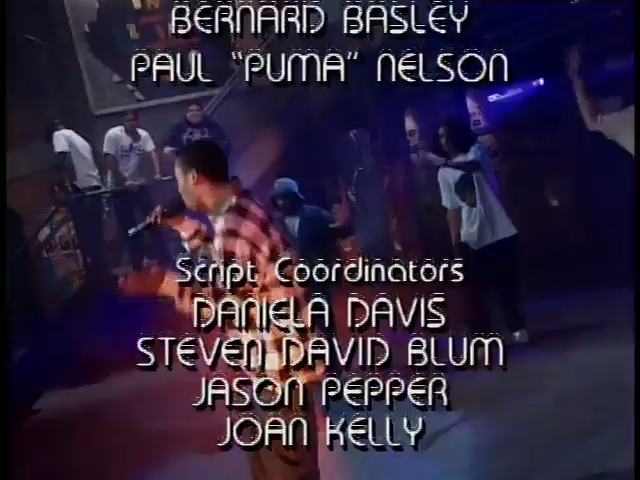 BERNARD BASLEY
PAUL "PUMA" NELSON
Script Coordinators
DANIELA DAVIS
STEVEN DAVID BLUM
JASON PEPPER
JOAN KELLY